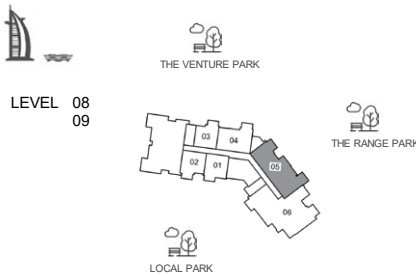 THE VENTURE PARK
LEVEL 08
09
THE RANGE PARK
03
04
02
01
05
06
LOCAL PARK